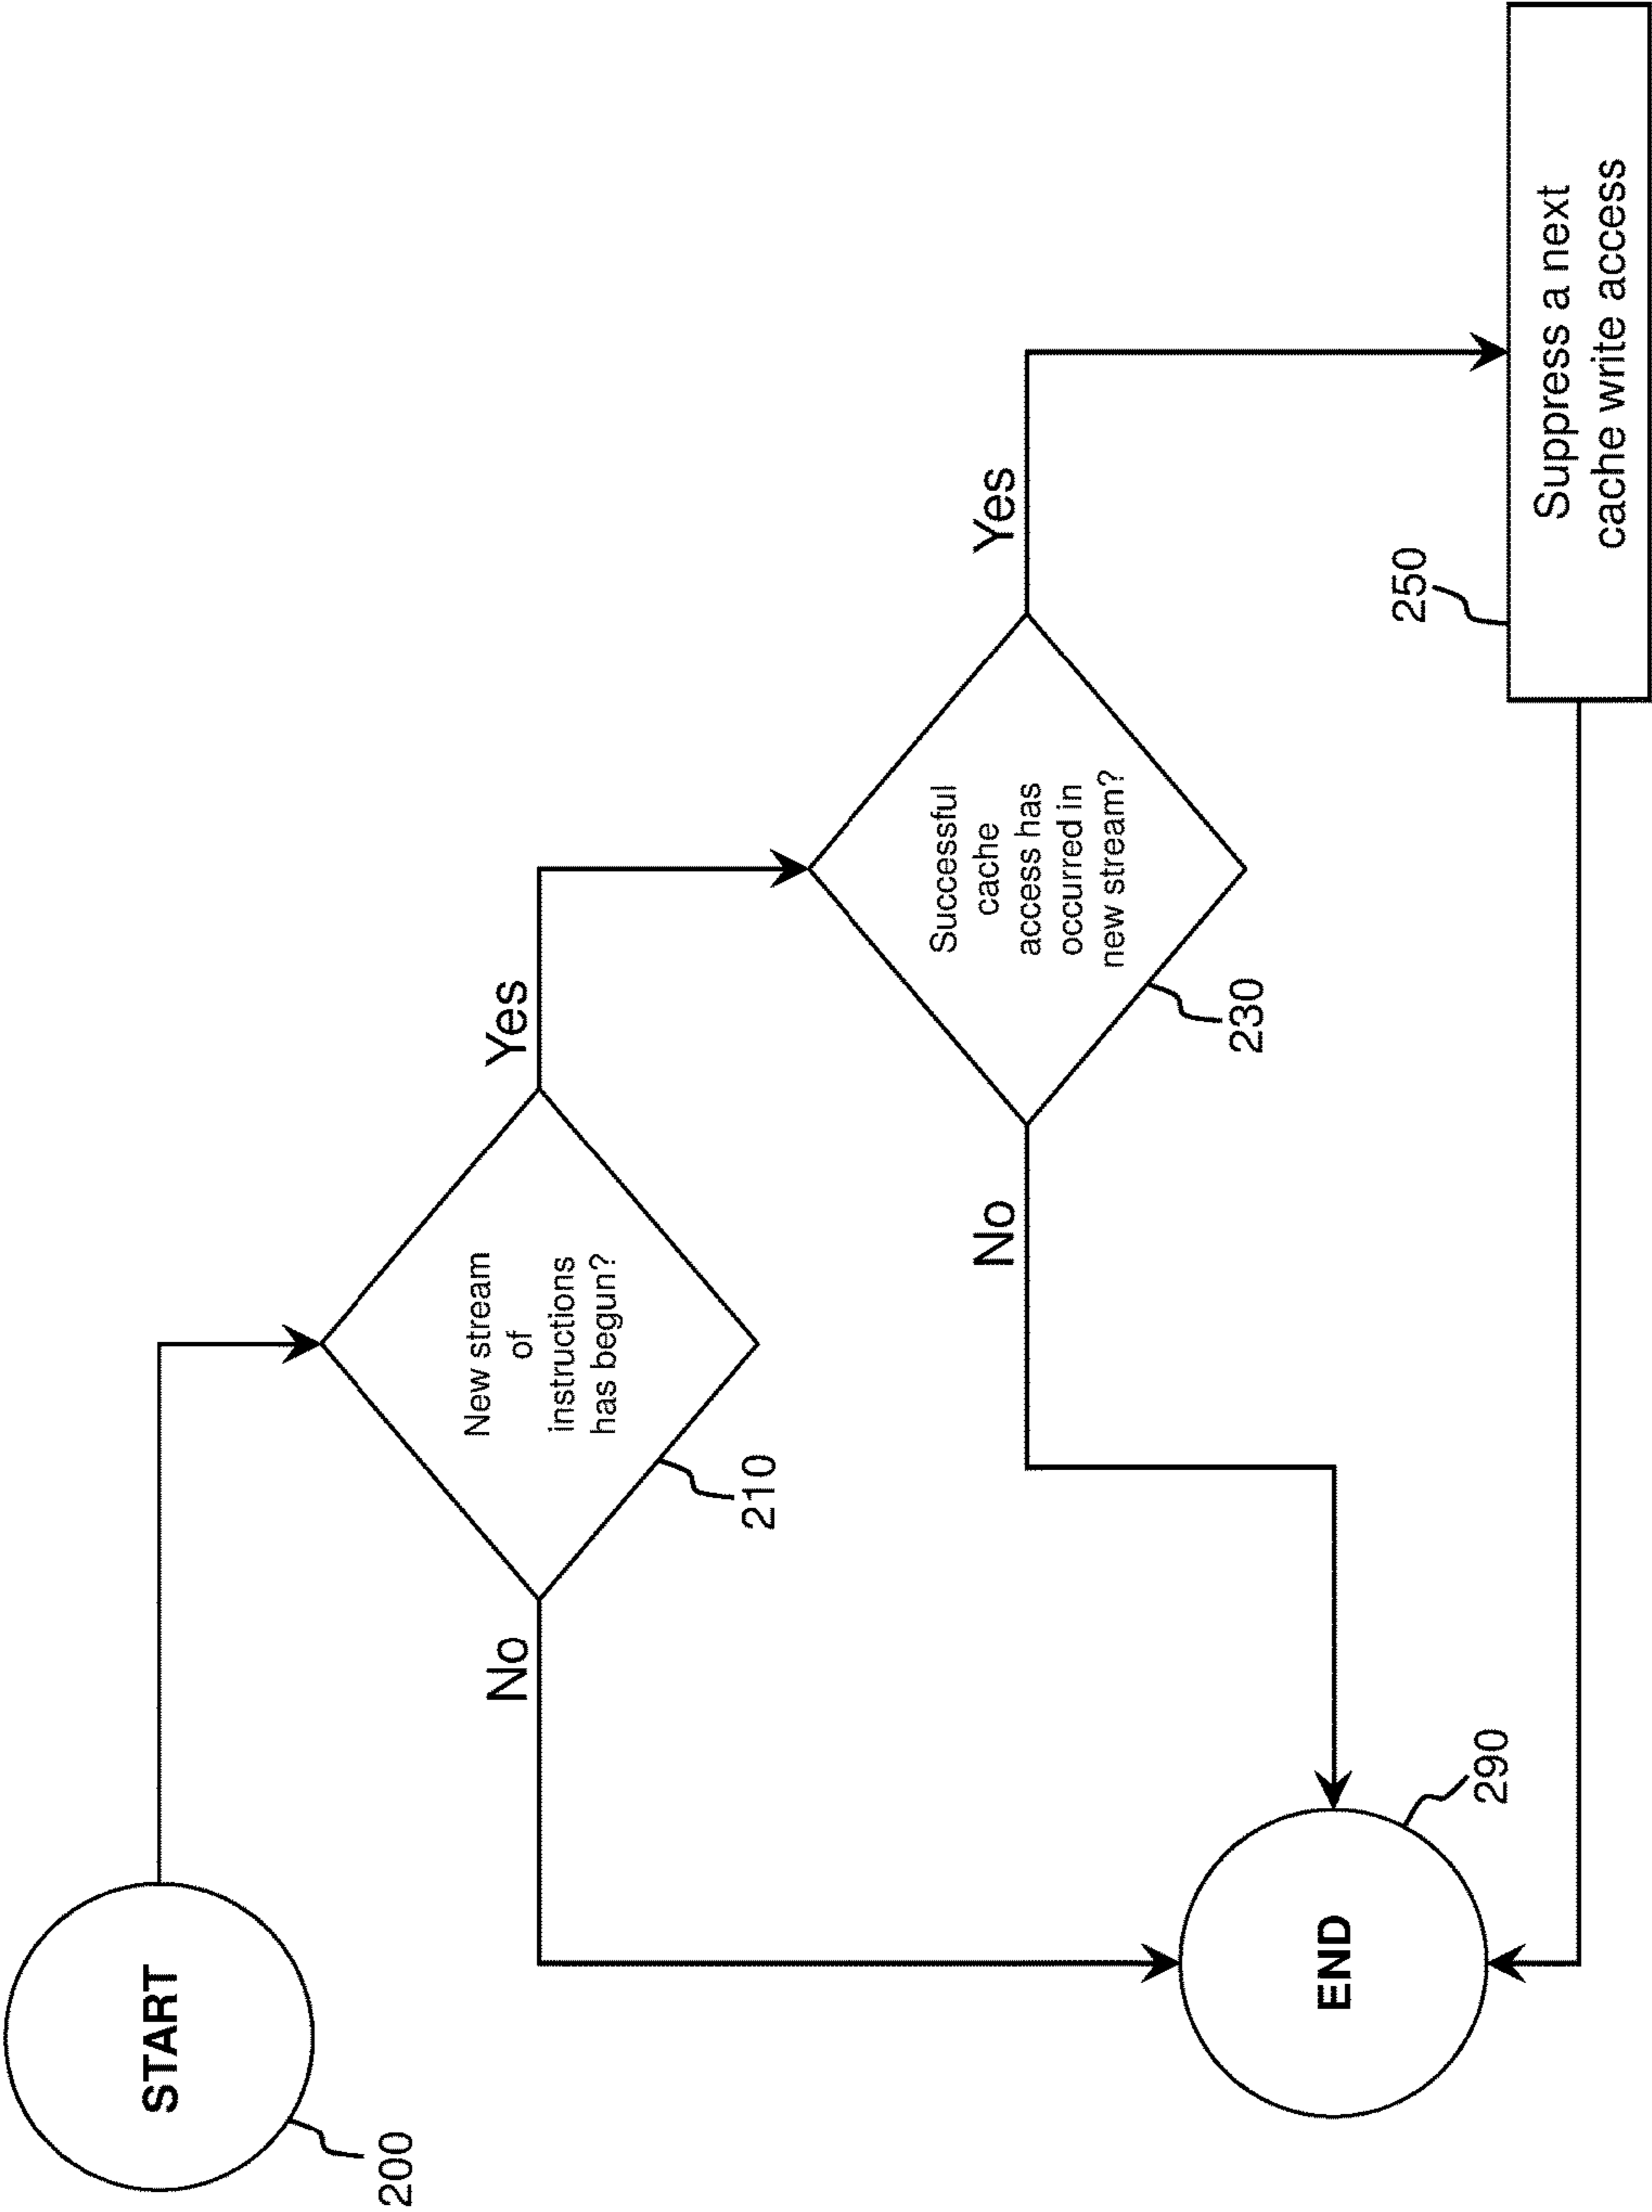 START
200
New stream
of
instructions
has begun?
210
No
Yes
Successful
cache
access has
occurred in
new stream?
230
No
Yes
250
Suppress a next
cache write access
END
290